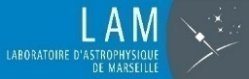 LAM
LABORATOIRE D'ASTROPHYSIQUE
DE MARSEILLE